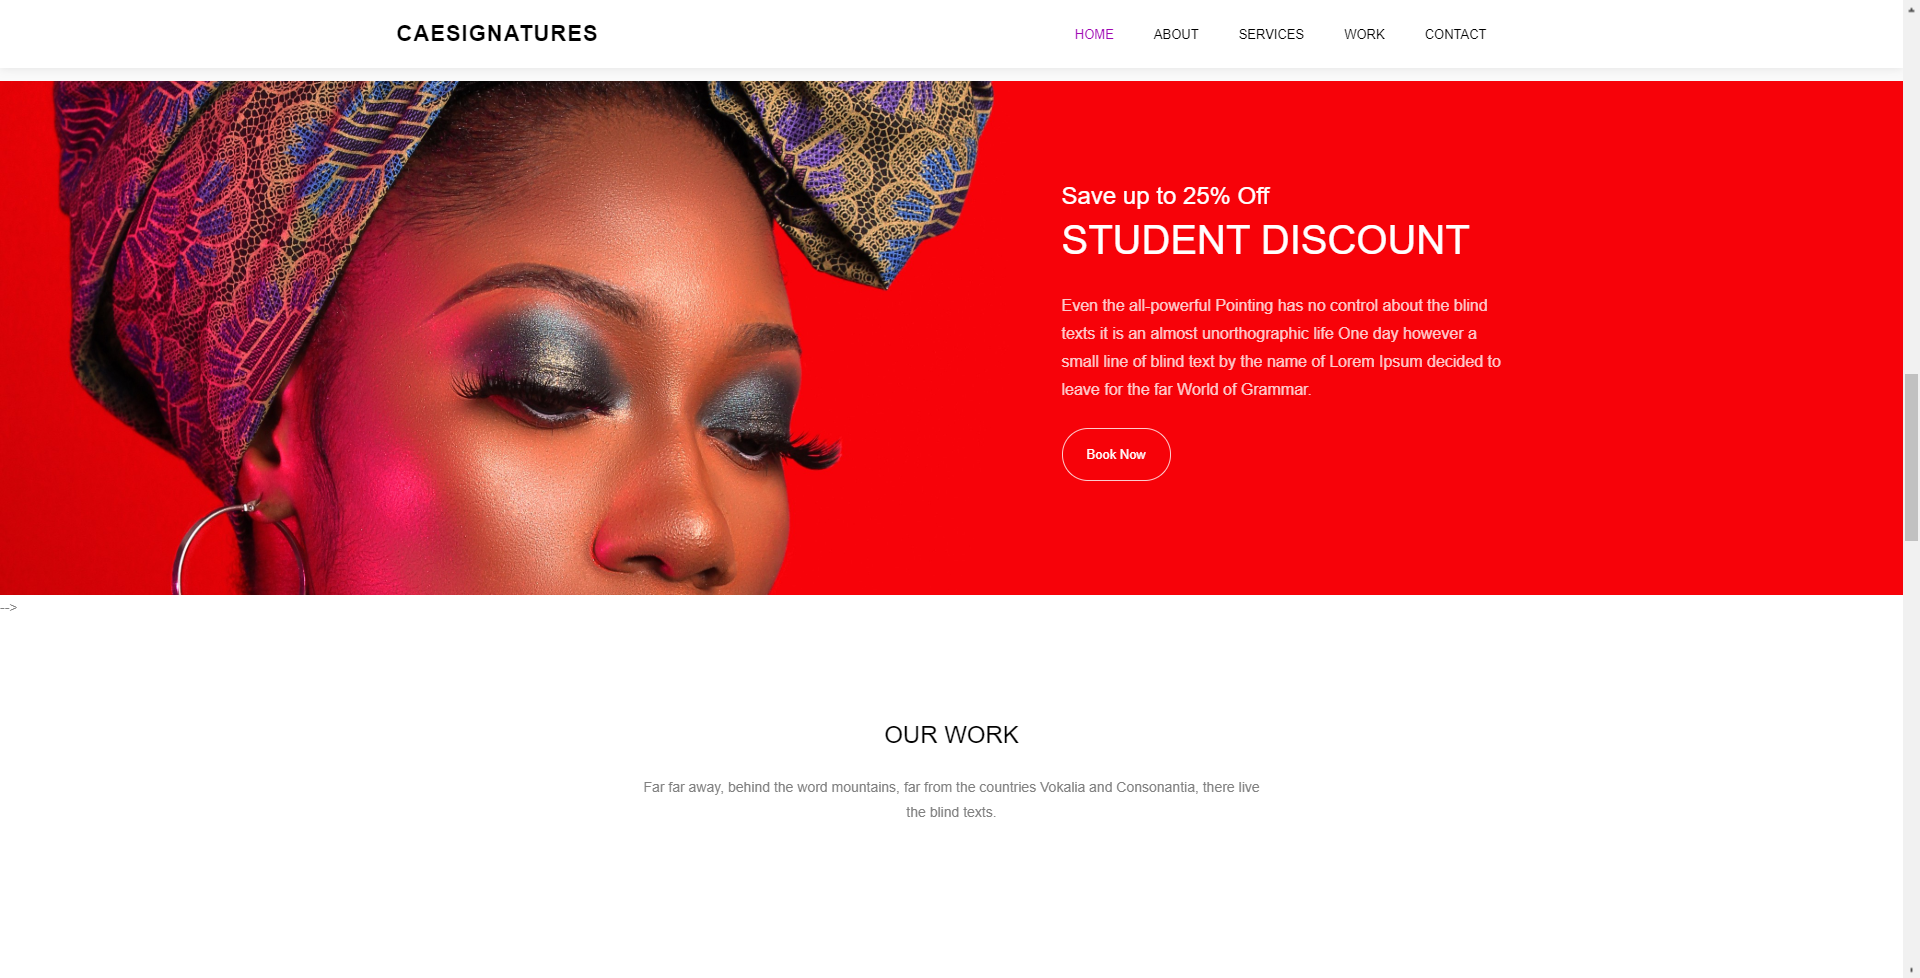 CAESIGNATURES
HOME ABOUT SERVICES WORK CONTACT
Save up to 25% Off
STUDENT DISCOUNT
Even the all-powerful Pointing has no control about the blind
texts it is an almost unorthographic life One day however a
small line of blind text by the name of Lorem Ipsum decided to
leave for the far World of Grammar.
Book Now
-->
OUR WORK
Far far away, behind the word mountains, far from the countries Vokalia and Consonantia, there live
the blind texts.